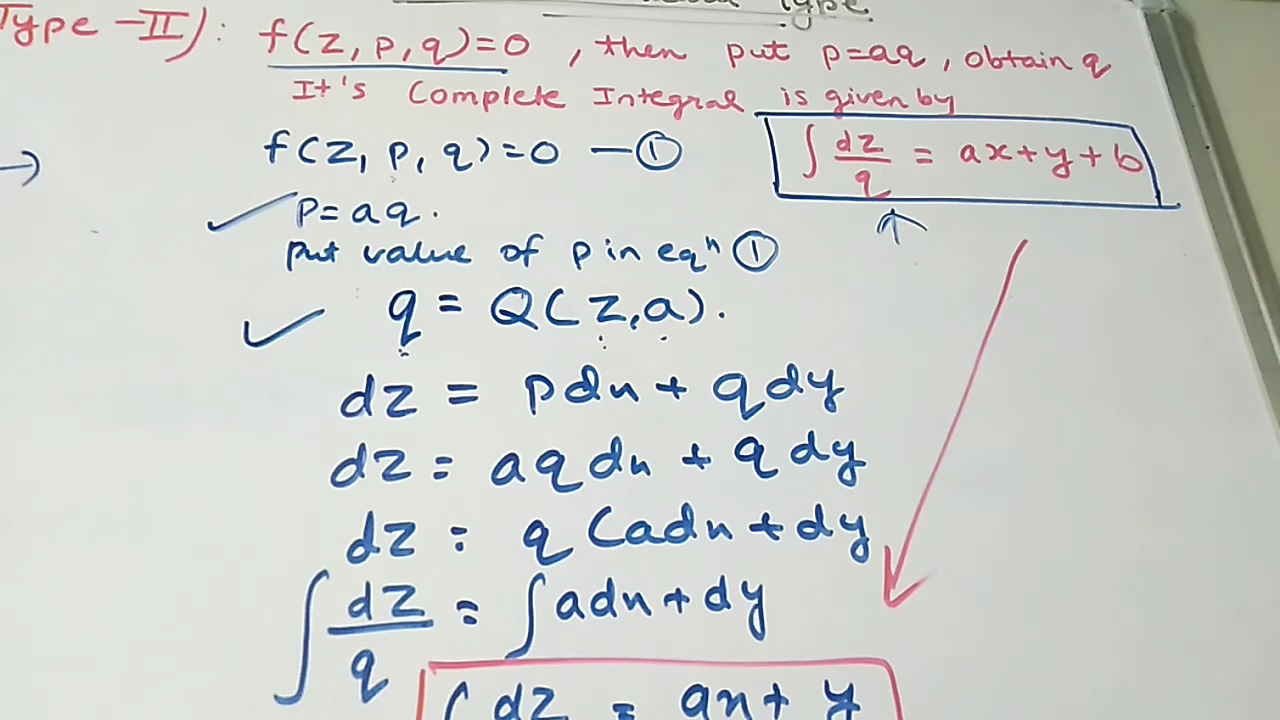 Type.
Type-II): f(z, p, q)=0, then put p=aq, obtain q
It's Complete Integral is given by
∫ dz/q = ax+y+b
→ f(z, p, q)=0 —①
✓ p=aq.
put value of p in eqⁿ ①
✓ q = Q(z,a).
dz = pdx + qdy
dz = aqdx + qdy
dz = q (adx + dy
∫ dz/q = ∫ adx + dy
∫ dz = ax + y